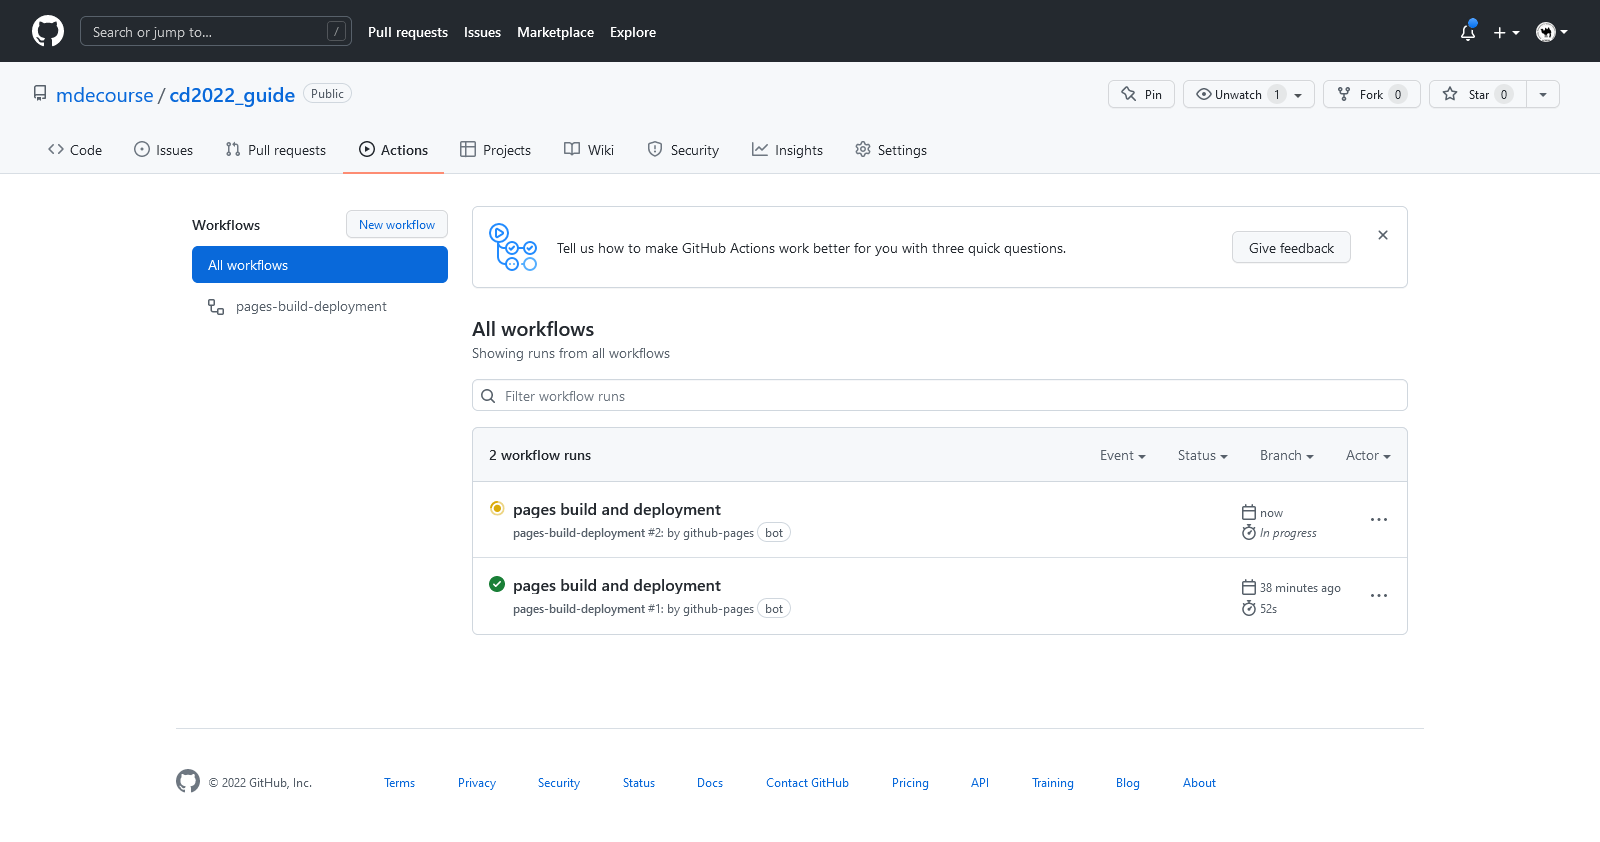 Search or jump to... /
Pull requests Issues Marketplace Explore
mdecourse / cd2022_guide Public
Pin Unwatch 1 Fork 0 Star 0
Code Issues Pull requests Actions Projects Wiki Security Insights Settings
Workflows New workflow
All workflows
pages-build-deployment
Tell us how to make GitHub Actions work better for you with three quick questions. Give feedback
All workflows
Showing runs from all workflows
Filter workflow runs
2 workflow runs Event Status Branch Actor
pages build and deployment
pages-build-deployment #2: by github-pages bot
now
In progress
pages build and deployment
pages-build-deployment #1: by github-pages bot
38 minutes ago
52s
© 2022 GitHub, Inc. Terms Privacy Security Status Docs Contact GitHub Pricing API Training Blog About